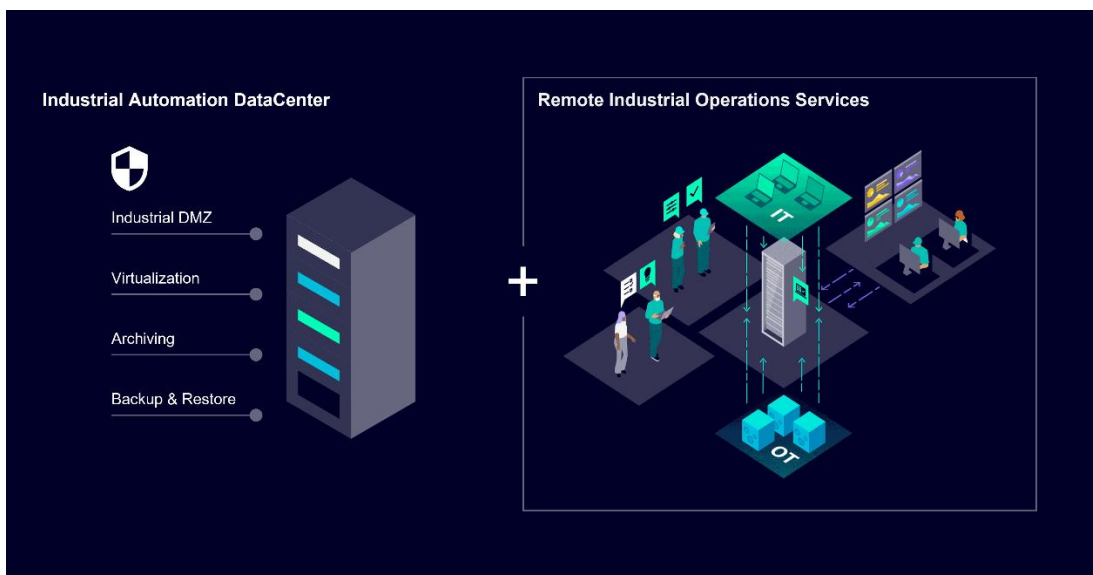 Industrial Automation DataCenter
Industrial DMZ
Virtualization
Archiving
Backup & Restore
+
Remote Industrial Operations Services
IT
OT